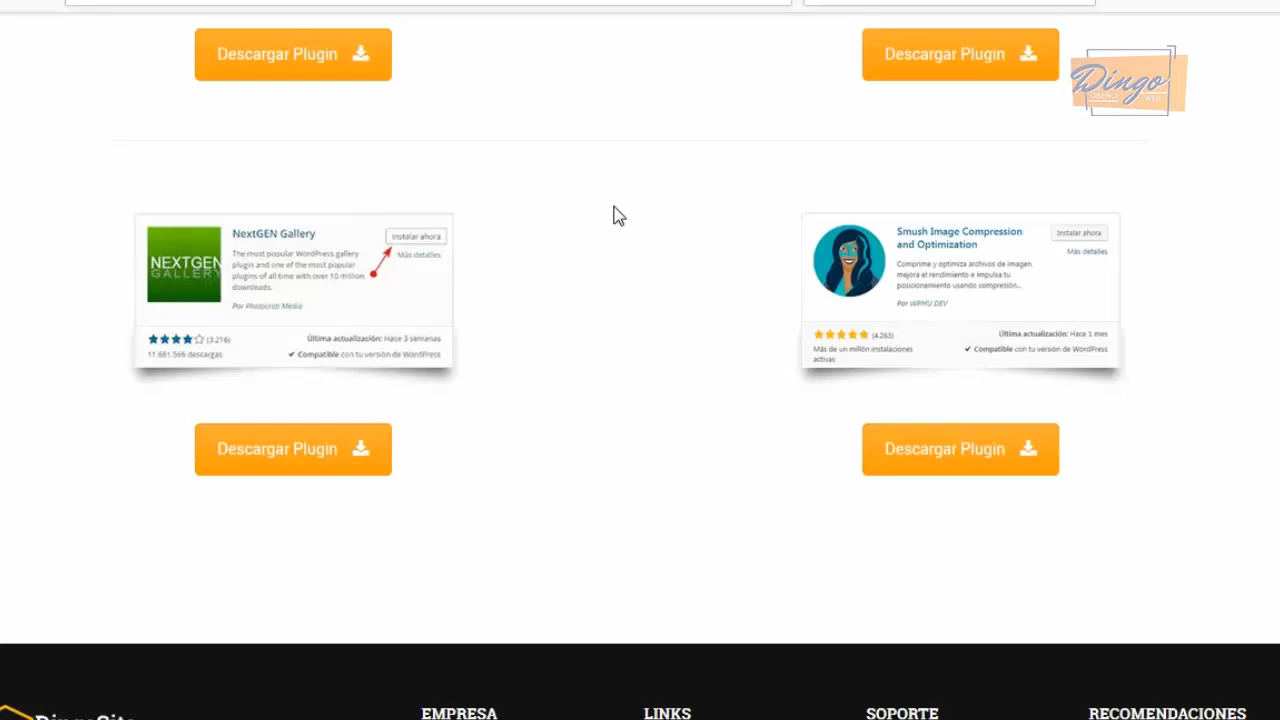 Descargar Plugin
Descargar Plugin
Dingo
WEB
NextGEN Gallery
Instalar ahora
The most popular WordPress gallery
plugin and one of the most popular
plugins of all time with over 10 million
downloads.
Más detalles
NEXTGEN
GALLERY
Por Photocrati Media
(3.216)
Última actualización: Hace 3 semanas
11.661.566 descargas
✔ Compatible con tu versión de WordPress
Smush Image Compression
and Optimization
Instalar ahora
Más detalles
Comprime y optimiza archivos de imagen,
mejora el rendimiento e impulsa tu
posicionamiento usando compresión...
Por WPMU DEV
(4.263)
Última actualización: Hace 1 mes
Más de un millón instalaciones
activas
✔ Compatible con tu versión de WordPress
Descargar Plugin
Descargar Plugin
DingoSite
EMPRESA
LINKS
SOPORTE
RECOMENDACIONES